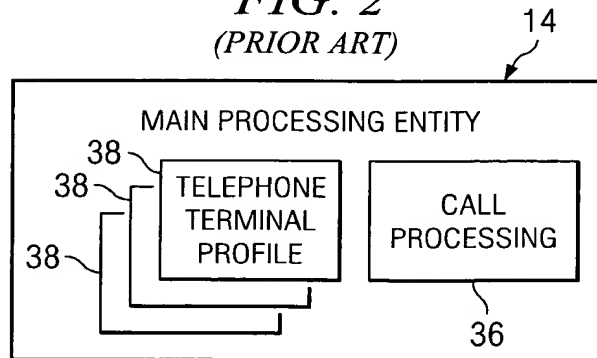 FIG. 2
(PRIOR ART)
14
MAIN PROCESSING ENTITY
38
38
38
TELEPHONE
TERMINAL
PROFILE
CALL
PROCESSING
36